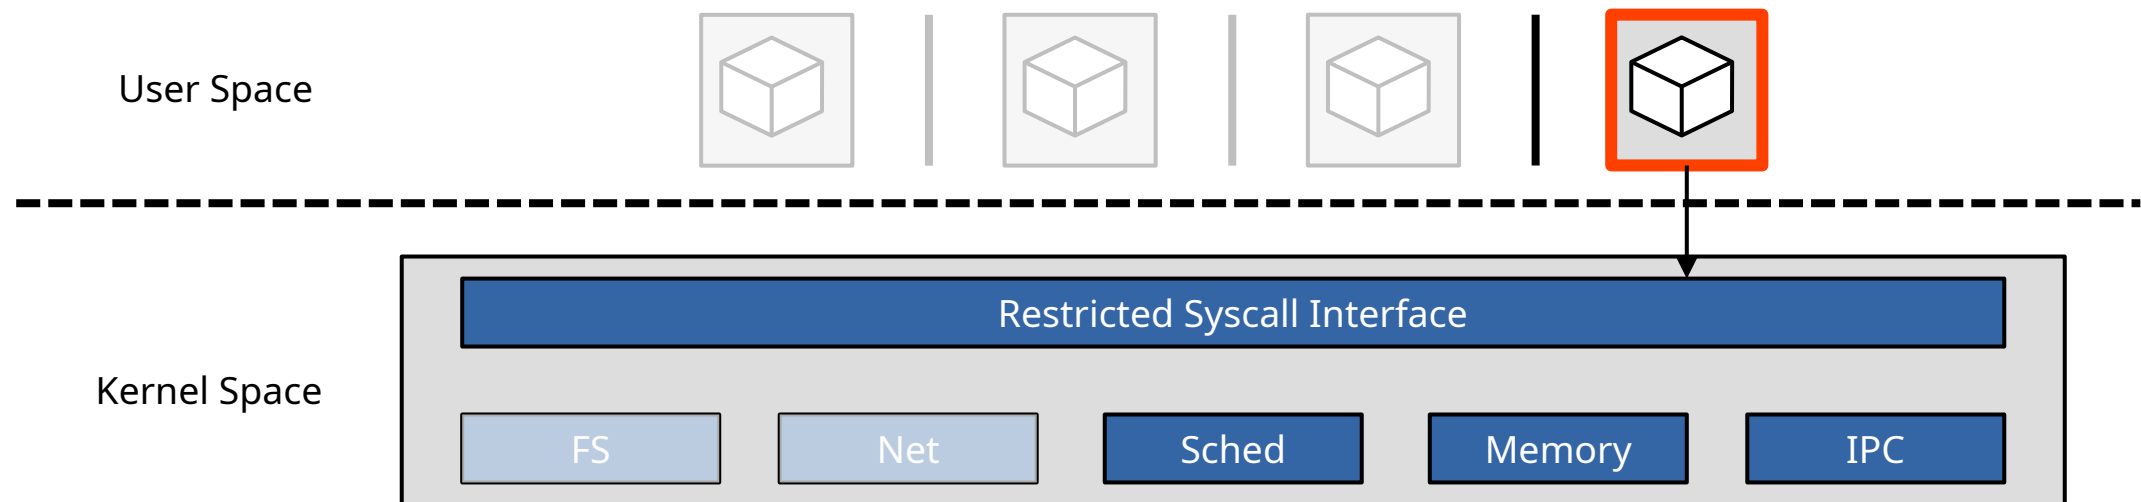 User Space
Restricted Syscall Interface
Kernel Space
FS
Net
Sched
Memory
IPC